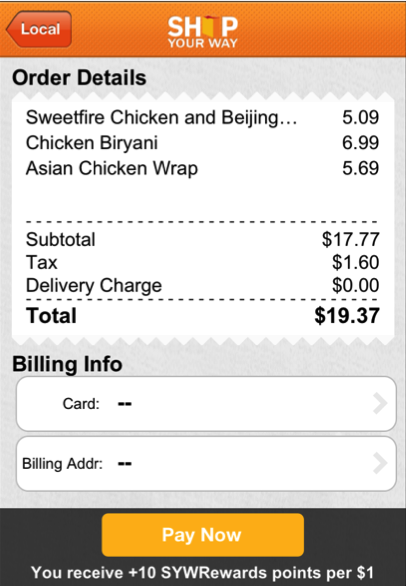 Local
SHOP
YOUR WAY
Order Details
Sweetfire Chicken and Beijing... 5.09
Chicken Biryani 6.99
Asian Chicken Wrap 5.69
Subtotal $17.77
Tax $1.60
Delivery Charge $0.00
Total $19.37
Billing Info
Card: --
Billing Addr: --
Pay Now
You receive +10 SYWRewards points per $1